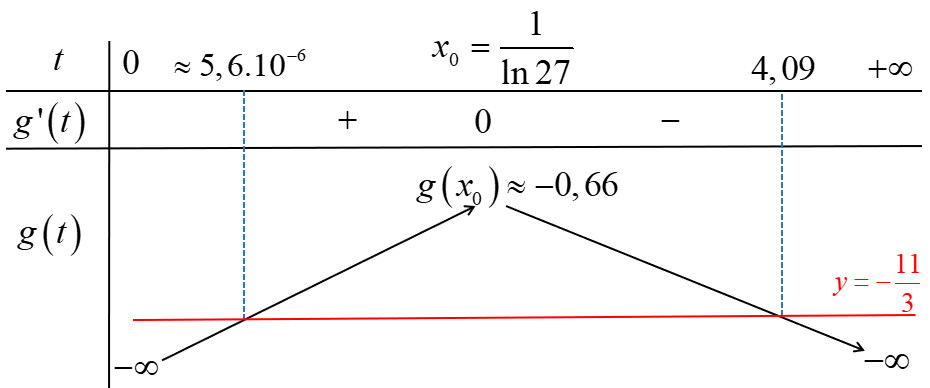 t 0 ≈ 5,6.10⁻⁶ x₀ = 1/ln 27 4,09 +∞
g'(t) + 0 −
g(x₀) ≈ −0,66
g(t)
y = −11/3
−∞ −∞